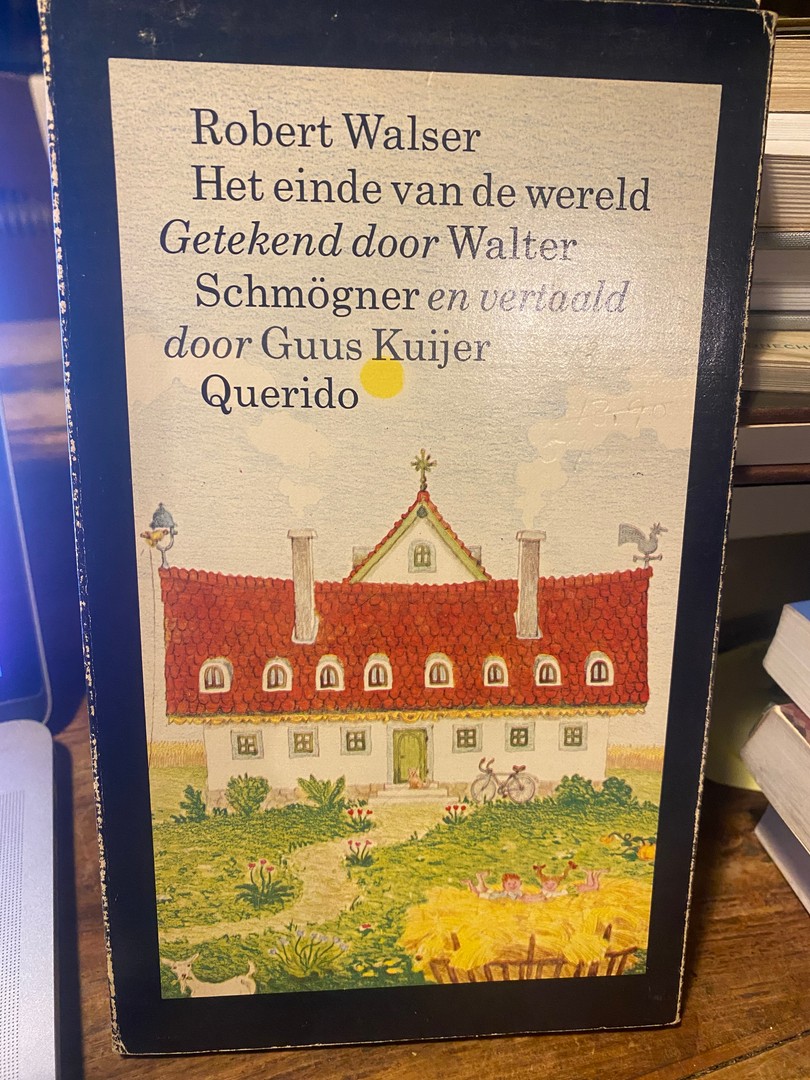 Robert Walser
Het einde van de wereld
Getekend door Walter
Schmögner en vertaald
door Guus Kuijer
Querido